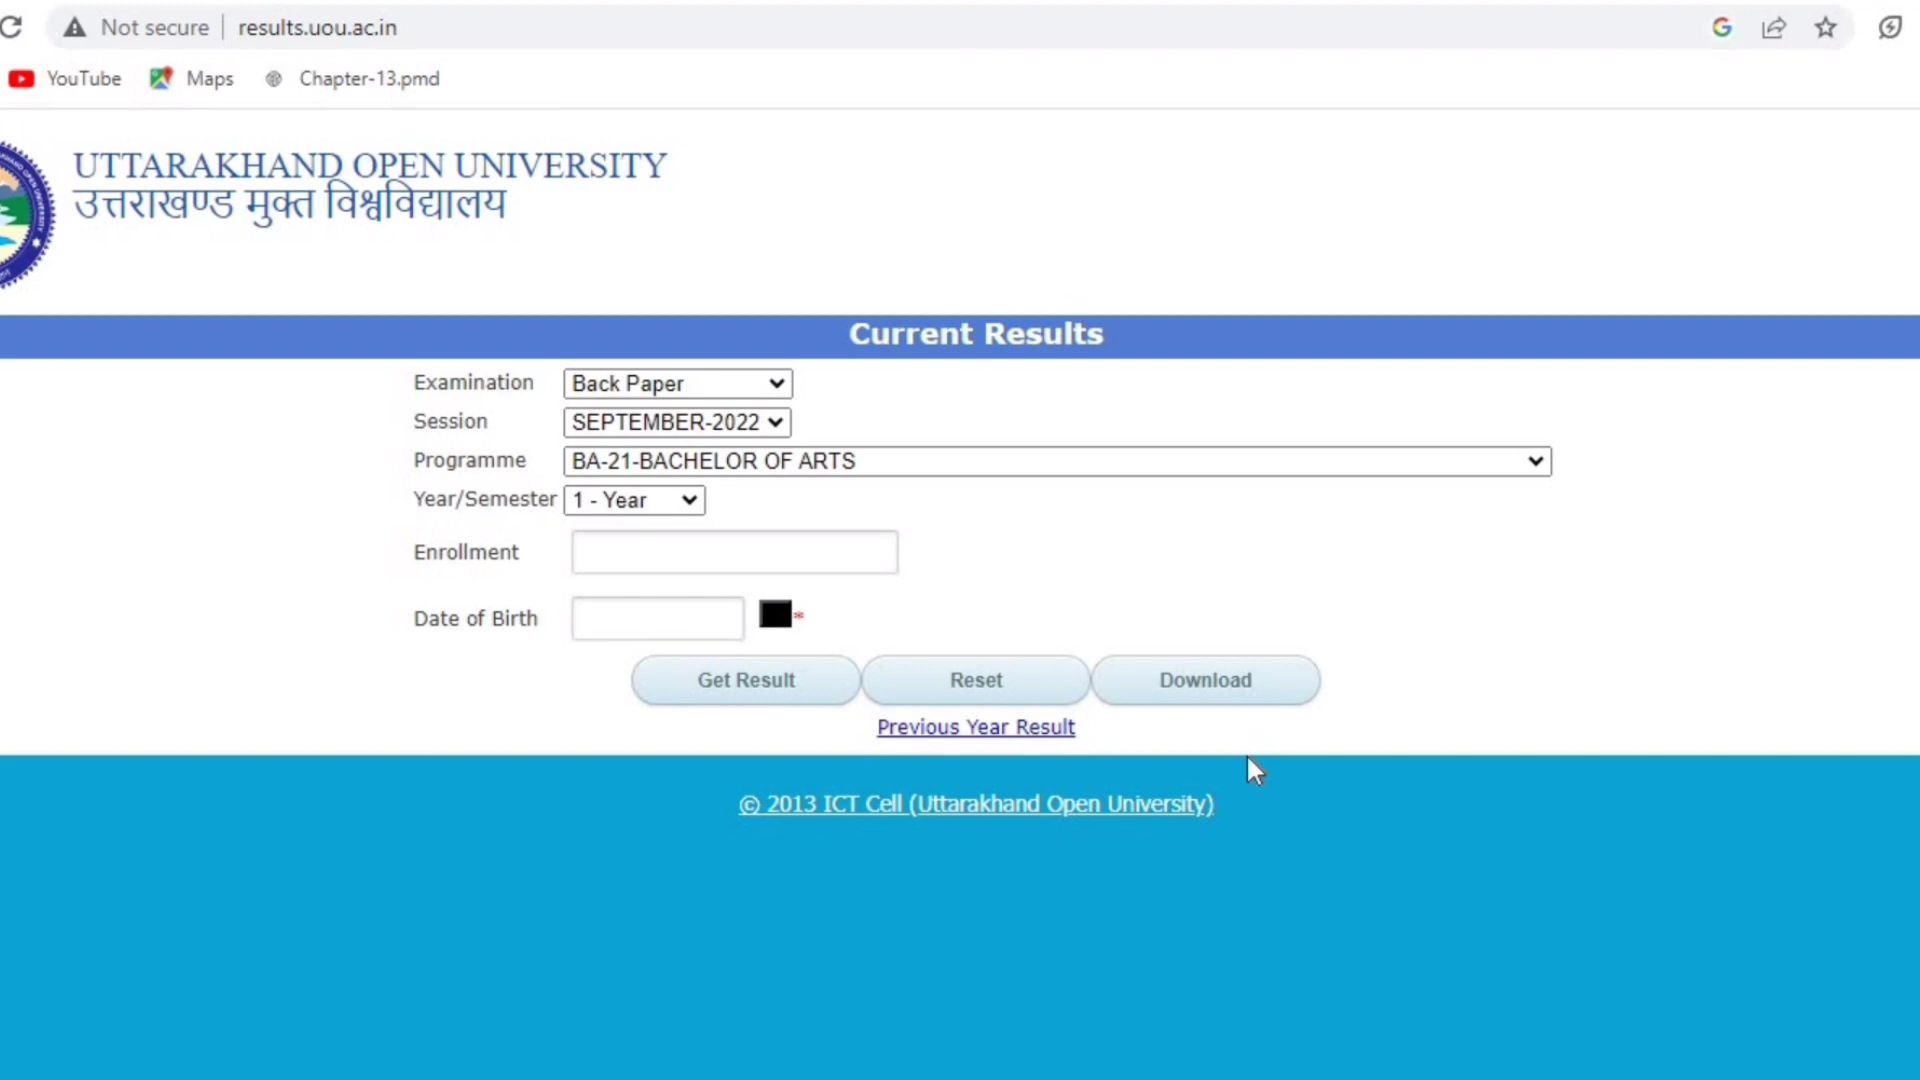 Not secure results.uou.ac.in
YouTube Maps Chapter-13.pmd
UTTARAKHAND OPEN UNIVERSITY
उत्तराखण्ड मुक्त विश्वविद्यालय
Current Results
Examination Back Paper
Session SEPTEMBER-2022
Programme BA-21-BACHELOR OF ARTS
Year/Semester 1 - Year
Enrollment
Date of Birth *
Get Result Reset Download
Previous Year Result
© 2013 ICT Cell (Uttarakhand Open University)